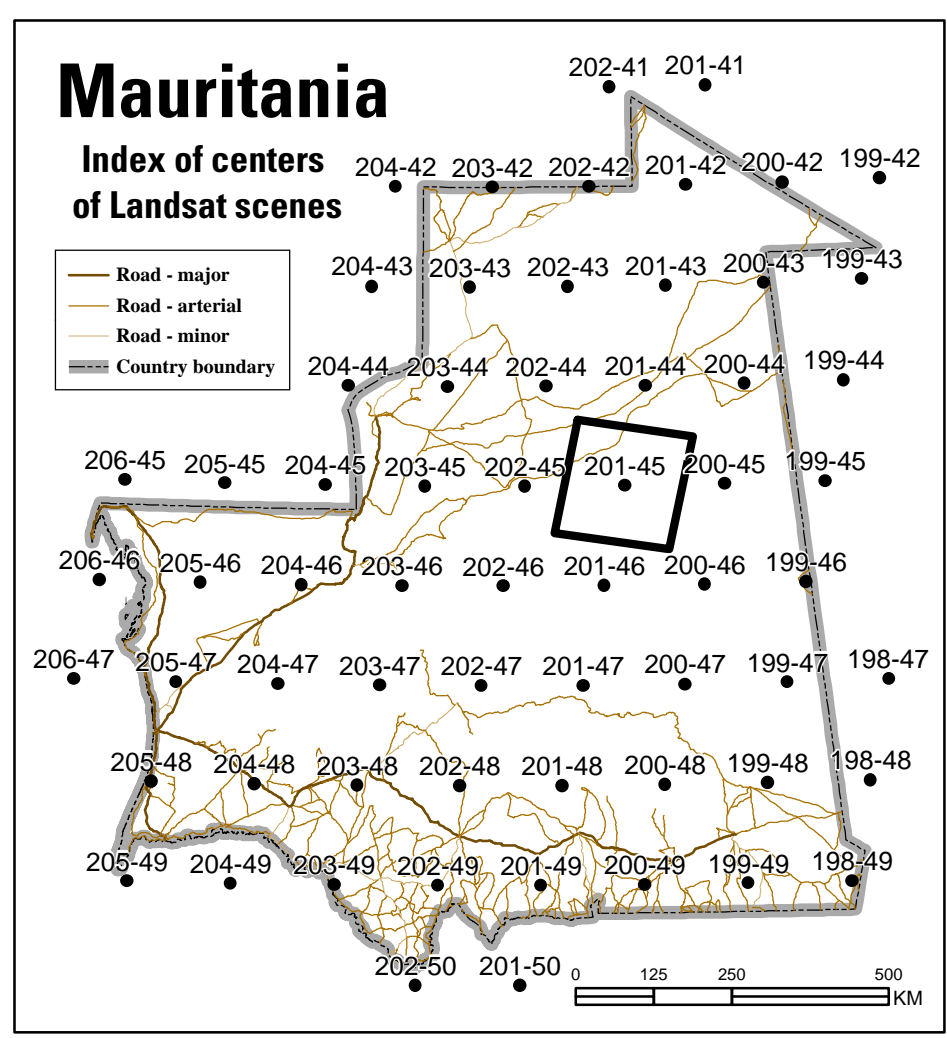 Mauritania
Index of centers
of Landsat scenes
Road - major
Road - arterial
Road - minor
Country boundary
202-41 201-41
204-42 203-42 202-42 201-42 200-42 199-42
204-43 203-43 202-43 201-43 200-43 199-43
204-44 203-44 202-44 201-44 200-44 199-44
206-45 205-45 204-45 203-45 202-45 201-45 200-45 199-45
206-46 205-46 204-46 203-46 202-46 201-46 200-46 199-46
206-47 205-47 204-47 203-47 202-47 201-47 200-47 199-47 198-47
205-48 204-48 203-48 202-48 201-48 200-48 199-48 198-48
205-49 204-49 203-49 202-49 201-49 200-49 199-49 198-49
202-50 201-50
0 125 250 500
KM